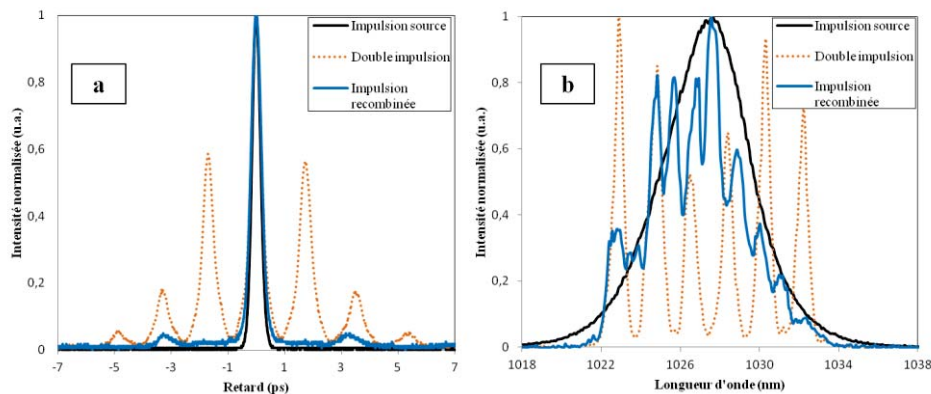 Intensité normalisée (u.a.)
1
0,8
0,6
0,4
0,2
0
a
Impulsion source
Double impulsion
Impulsion
recombinée
-7 -5 -3 -1 1 3 5 7
Retard (ps)
Intensité normalisée (u.a.)
1
0,8
0,6
0,4
0,2
0
b
Impulsion source
Double impulsion
Impulsion
recombinée
1018 1022 1026 1030 1034 1038
Longueur d'onde (nm)